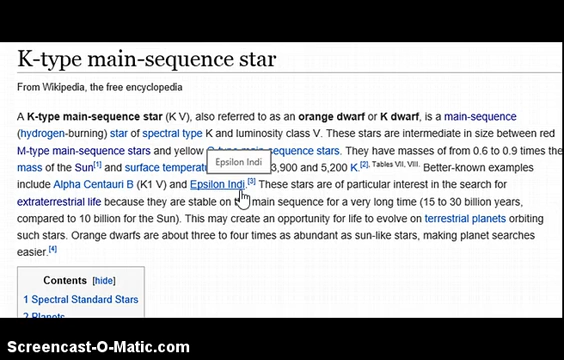 K-type main-sequence star
From Wikipedia, the free encyclopedia
A K-type main-sequence star (K V), also referred to as an orange dwarf or K dwarf, is a main-sequence
(hydrogen-burning) star of spectral type K and luminosity class V. These stars are intermediate in size between red
M-type main-sequence stars and yellow sequence stars. They have masses of from 0.6 to 0.9 times the
Epsilon Indi
mass of the Sun[1] and surface 3,900 and 5,200 K.[2], Tables VII, VIII. Better-known examples
include Alpha Centauri B (K1 V) and Epsilon Indi.[3] These stars are of particular interest in the search for
extraterrestrial life because they are stable on main sequence for a very long time (15 to 30 billion years,
compared to 10 billion for the Sun). This may create an opportunity for life to evolve on terrestrial planets orbiting
such stars. Orange dwarfs are about three to four times as abundant as sun-like stars, making planet searches
easier.[4]
Contents [hide]
1 Spectral Standard Stars
2 Planets
Screencast-O-Matic.com